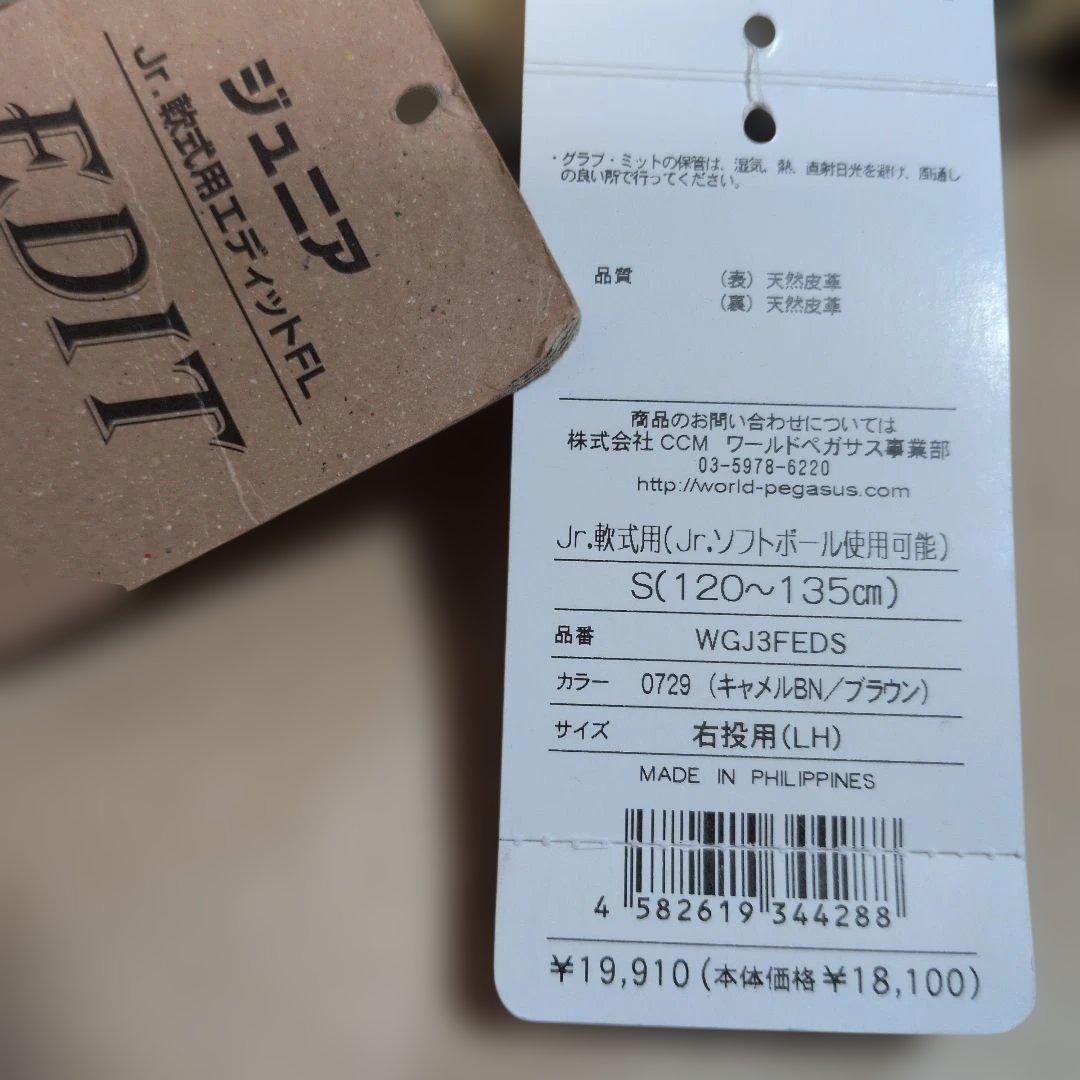 ジュニア
Jr.軟式用エディットFL
EDIT
・グラブ・ミットの保管は、湿気、熱、直射日光を避け、風通し
の良い所で行ってください。
品質 （表）天然皮革
（裏）天然皮革
商品のお問い合わせについては
株式会社CCM ワールドペガサス事業部
03-5978-6220
http://world-pegasus.com
Jr.軟式用(Jr.ソフトボール使用可能)
S(120～135㎝)
品番 WGJ3FEDS
カラー 0729 (キャメルBN／ブラウン)
サイズ 右投用(LH)
MADE IN PHILIPPINES
4 582619 344288
¥19,910(本体価格¥18,100)